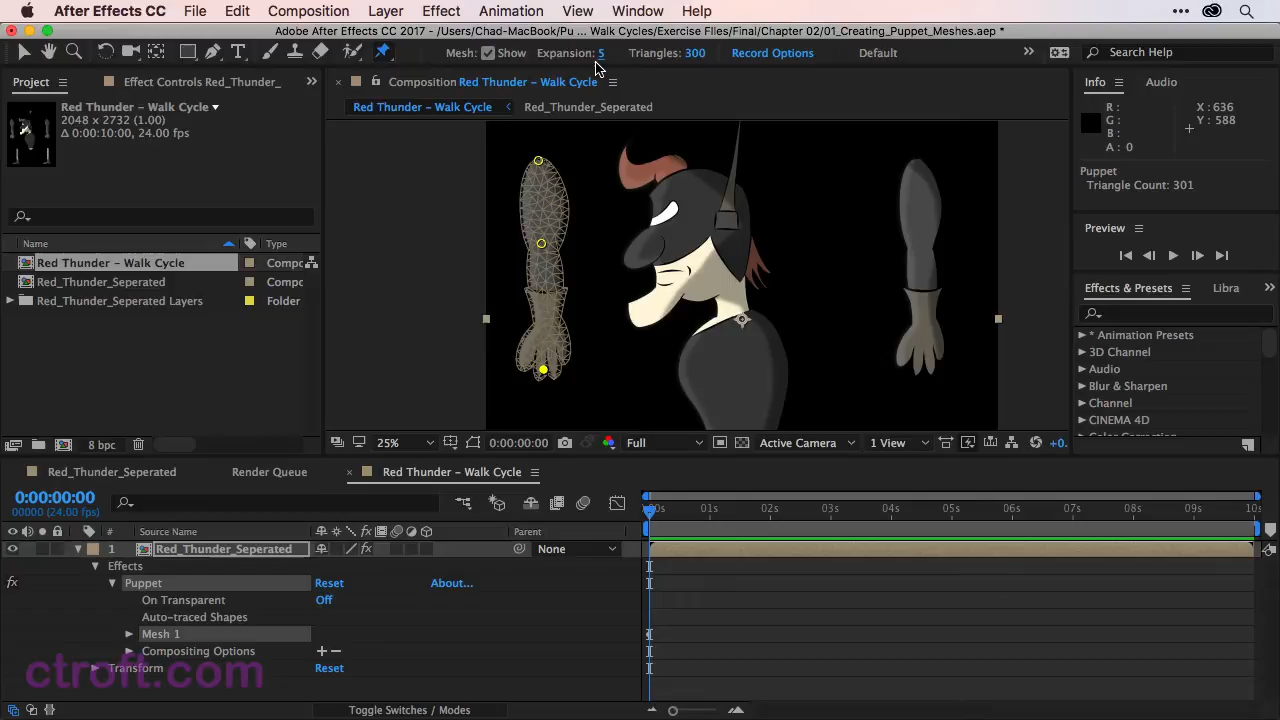 After Effects CC File Edit Composition Layer Effect Animation View Window Help
Adobe After Effects CC 2017 - /Users/Chad-MacBook/Pu ... Walk Cycles/Exercise FIles/Final/Chapter 02/01_Creating_Puppet_Meshes.aep *
Mesh: Show Expansion: 5 Triangles: 300 Record Options Default Search Help
Project Effect Controls Red_Thunder_ Composition Red Thunder - Walk Cycle Info Audio
Red Thunder - Walk Cycle
2048 x 2732 (1.00)
Δ 0:00:10:00, 24.00 fps
Red Thunder - Walk Cycle Red_Thunder_Seperated
R: X: 636
G: Y: 588
B:
A: 0
Puppet
Triangle Count: 301
Preview
Name Type
Red Thunder - Walk Cycle Compo
Red_Thunder_Seperated Compo
Red_Thunder_Seperated Layers Folder
Effects & Presets Libra
* Animation Presets
3D Channel
Audio
Blur & Sharpen
Channel
CINEMA 4D
Color Correction
8 bpc 25% 0:00:00:00 Full Active Camera 1 View +0.
Red_Thunder_Seperated Render Queue Red Thunder - Walk Cycle
0:00:00:00
00000 (24.00 fps)
:00s 01s 02s 03s 04s 05s 06s 07s 08s 09s 10s
# Source Name Parent
1 Red_Thunder_Seperated None
Effects
fx Puppet Reset About...
On Transparent Off
Auto-traced Shapes
Mesh 1
Compositing Options + −
Transform Reset
ctroft.com
Toggle Switches / Modes